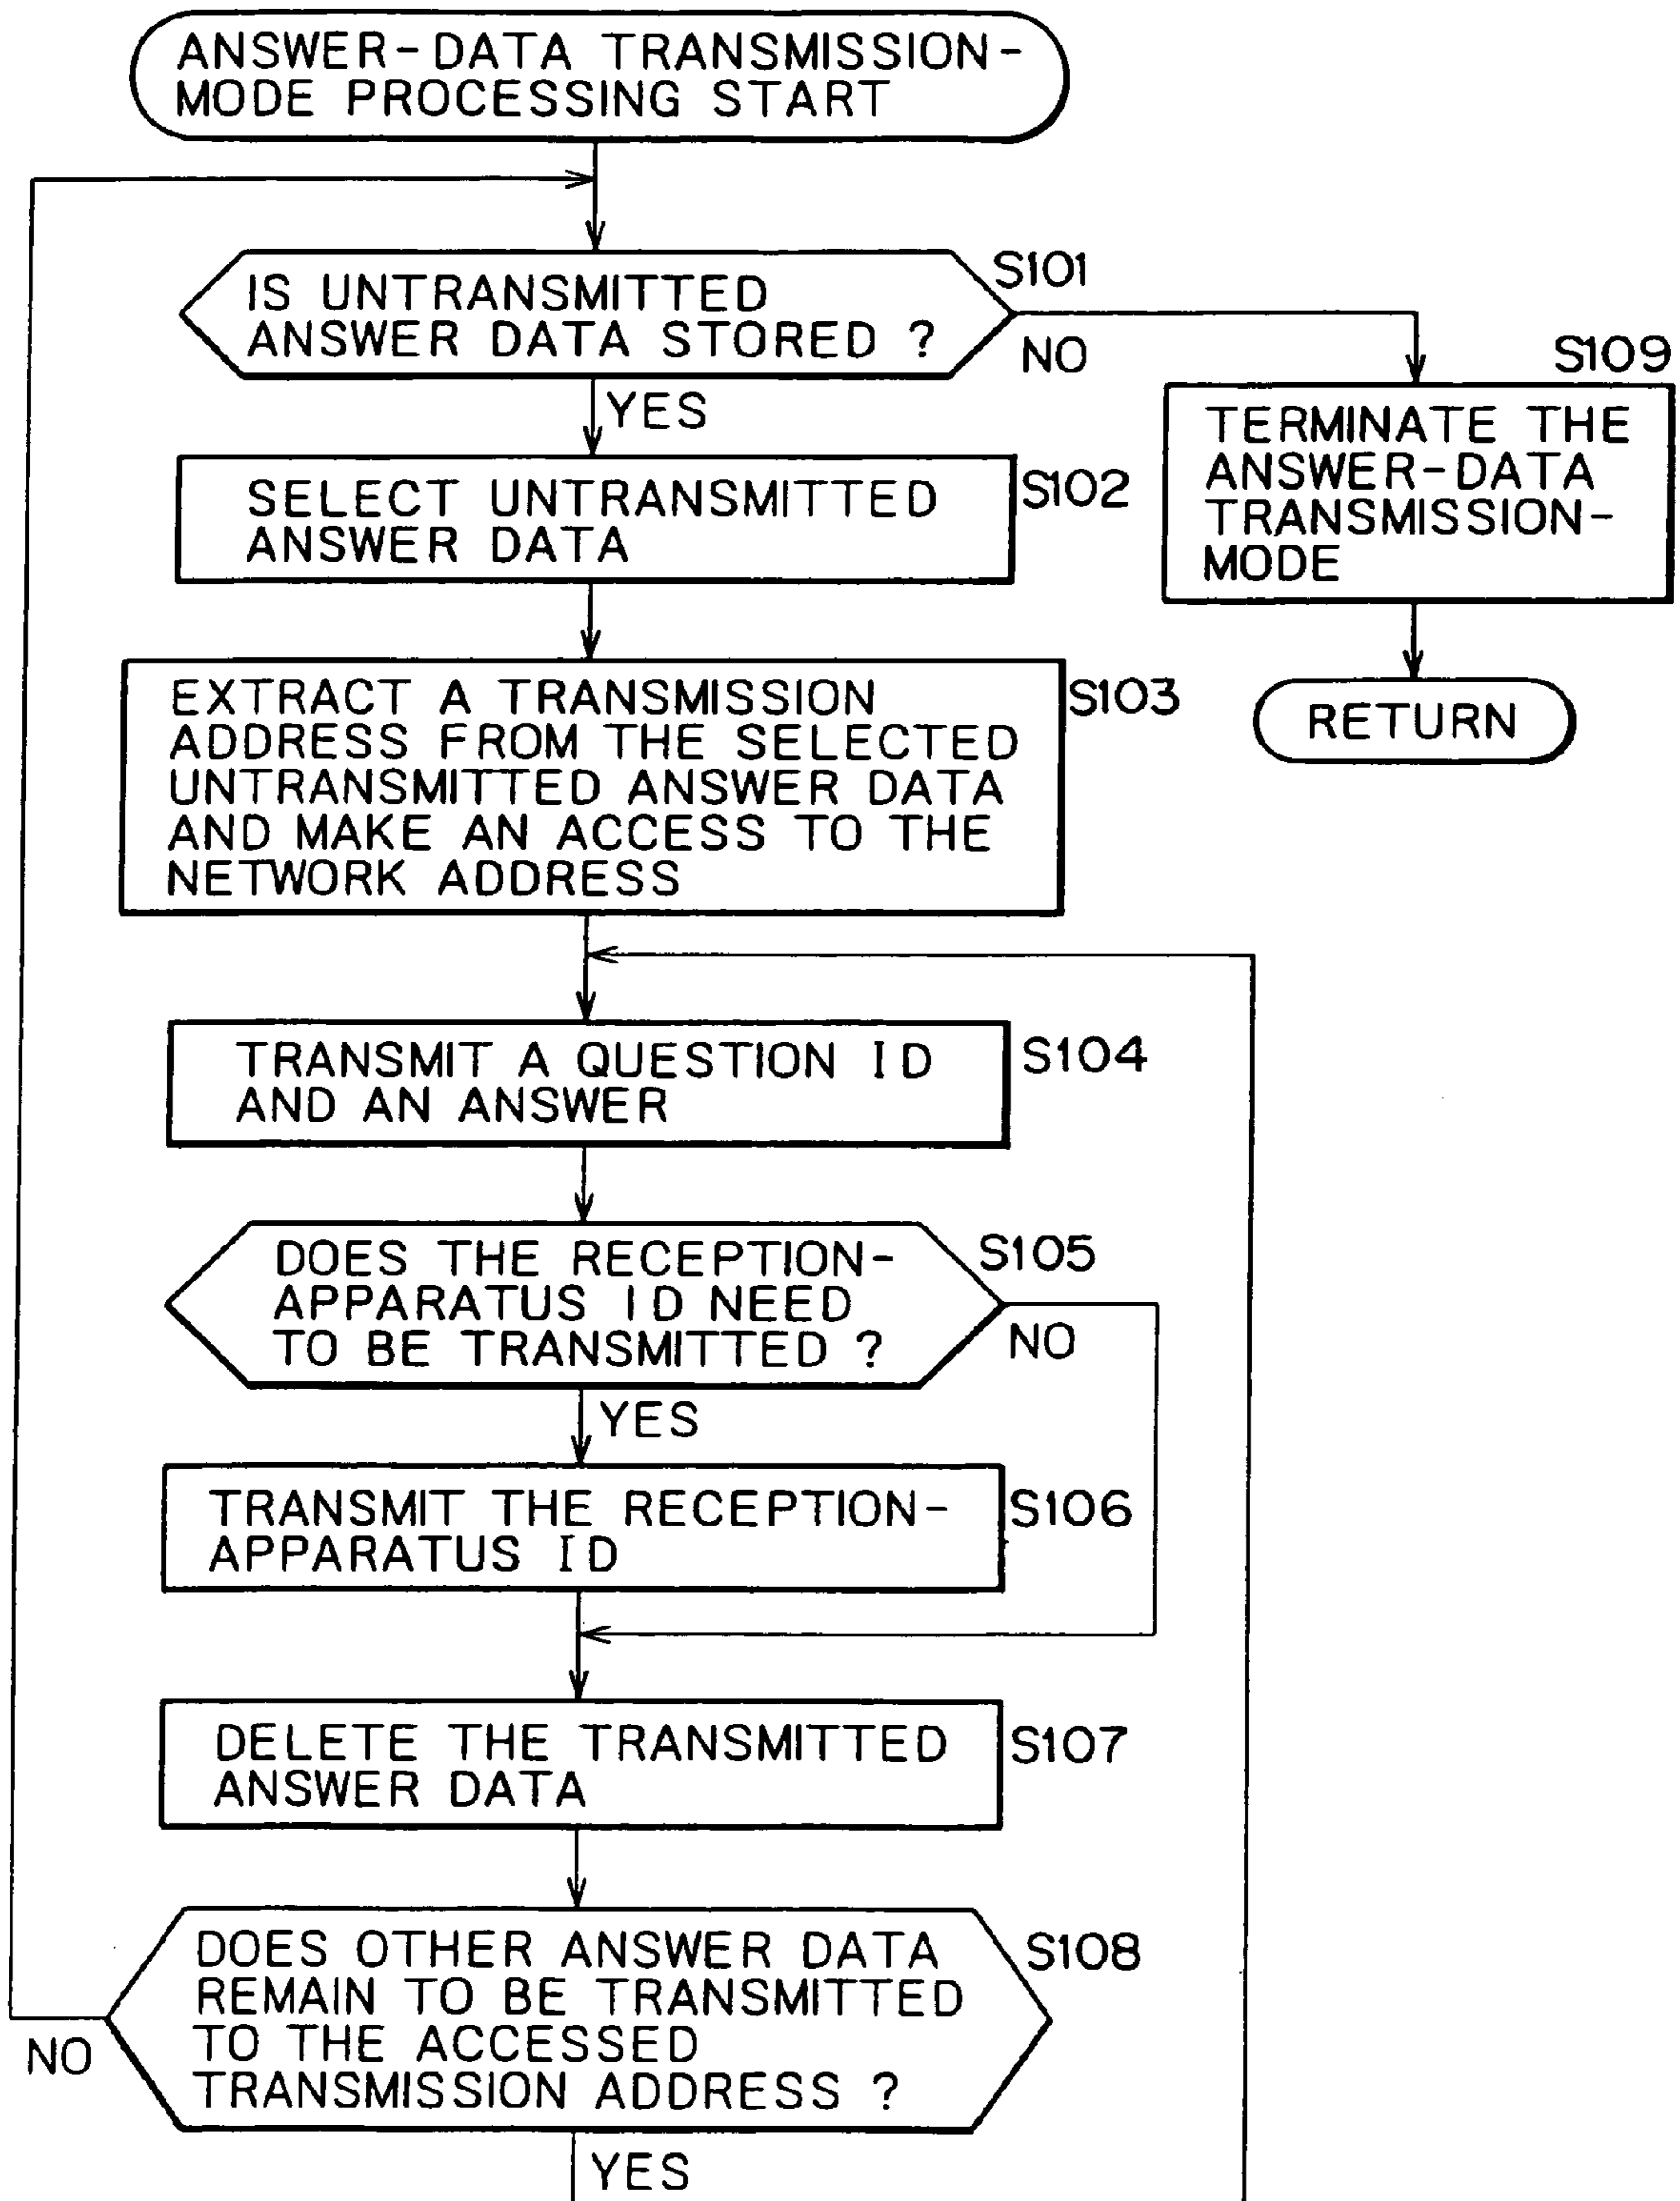 ANSWER-DATA TRANSMISSION-
MODE PROCESSING START
IS UNTRANSMITTED
ANSWER DATA STORED ?
S101
NO
YES
S109
TERMINATE THE
ANSWER-DATA
TRANSMISSION-
MODE
RETURN
SELECT UNTRANSMITTED
ANSWER DATA
S102
EXTRACT A TRANSMISSION
ADDRESS FROM THE SELECTED
UNTRANSMITTED ANSWER DATA
AND MAKE AN ACCESS TO THE
NETWORK ADDRESS
S103
TRANSMIT A QUESTION ID
AND AN ANSWER
S104
DOES THE RECEPTION-
APPARATUS ID NEED
TO BE TRANSMITTED ?
S105
NO
YES
TRANSMIT THE RECEPTION-
APPARATUS ID
S106
DELETE THE TRANSMITTED
ANSWER DATA
S107
DOES OTHER ANSWER DATA
REMAIN TO BE TRANSMITTED
TO THE ACCESSED
TRANSMISSION ADDRESS ?
S108
NO
YES